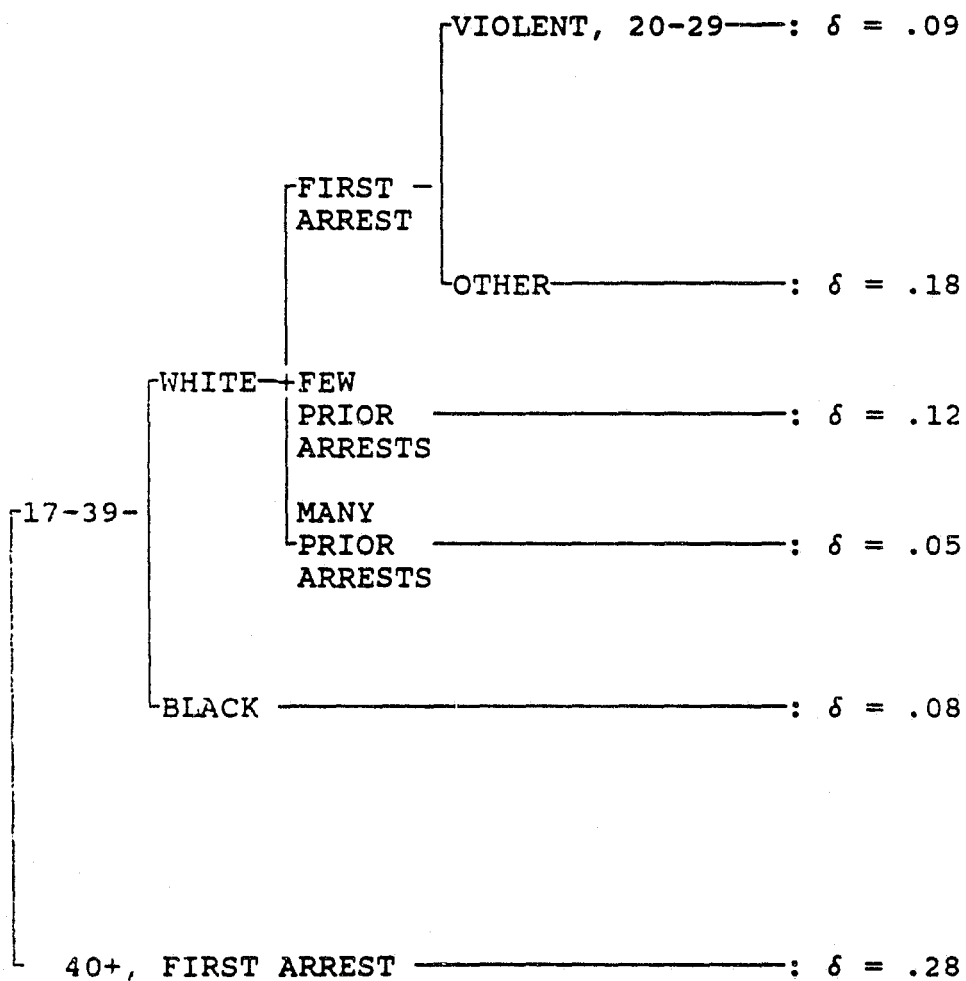 VIOLENT, 20-29: δ = .09
FIRST
ARREST
OTHER: δ = .18
WHITE FEW
PRIOR : δ = .12
ARRESTS
17-39 MANY
PRIOR : δ = .05
ARRESTS
BLACK : δ = .08
40+, FIRST ARREST : δ = .28